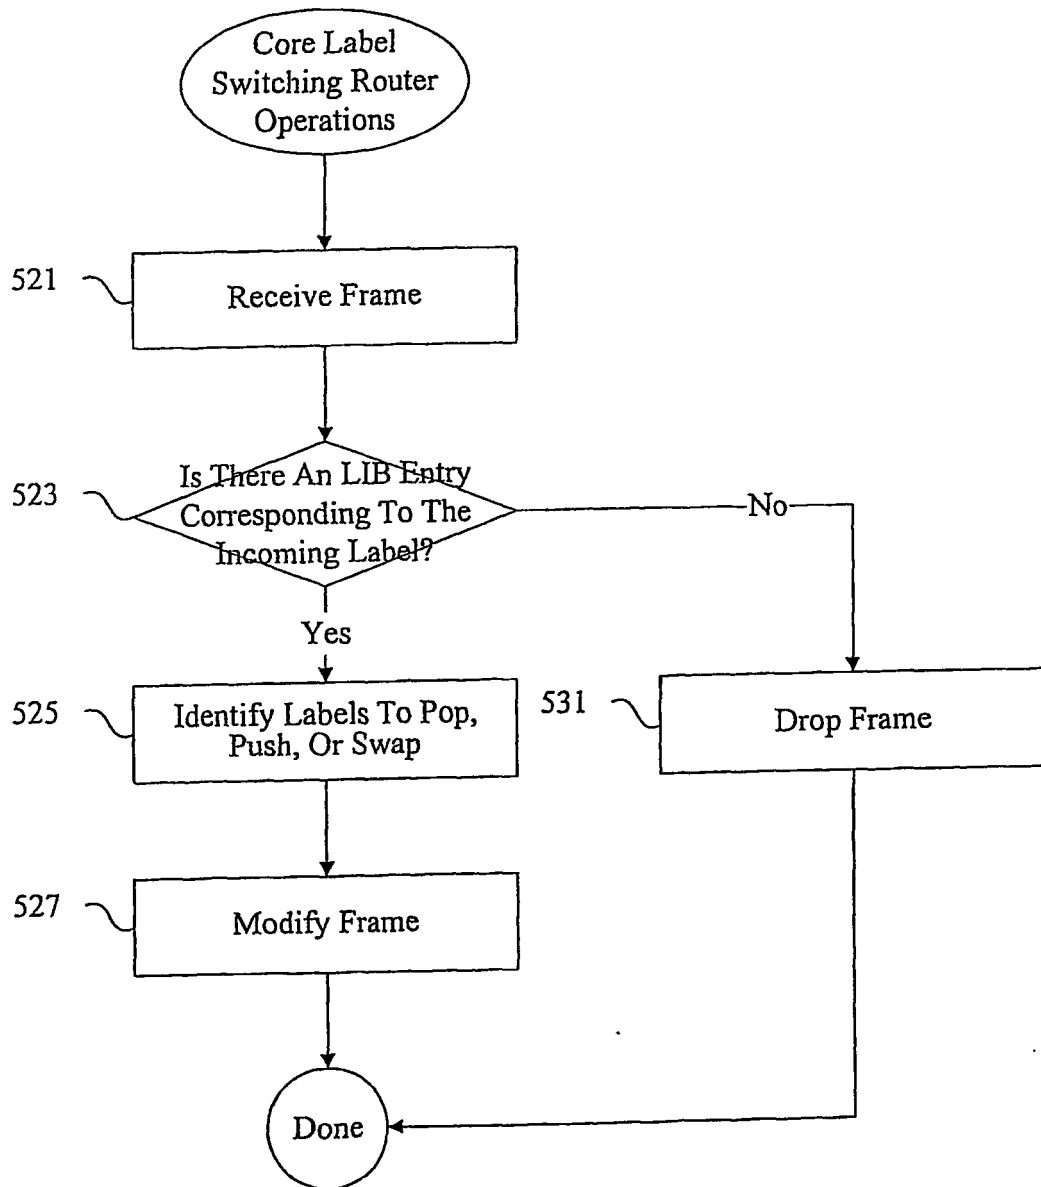 Core Label
Switching Router
Operations
521
Receive Frame
523
Is There An LIB Entry
Corresponding To The
Incoming Label?
No
Yes
525
Identify Labels To Pop,
Push, Or Swap
531
Drop Frame
527
Modify Frame
Done